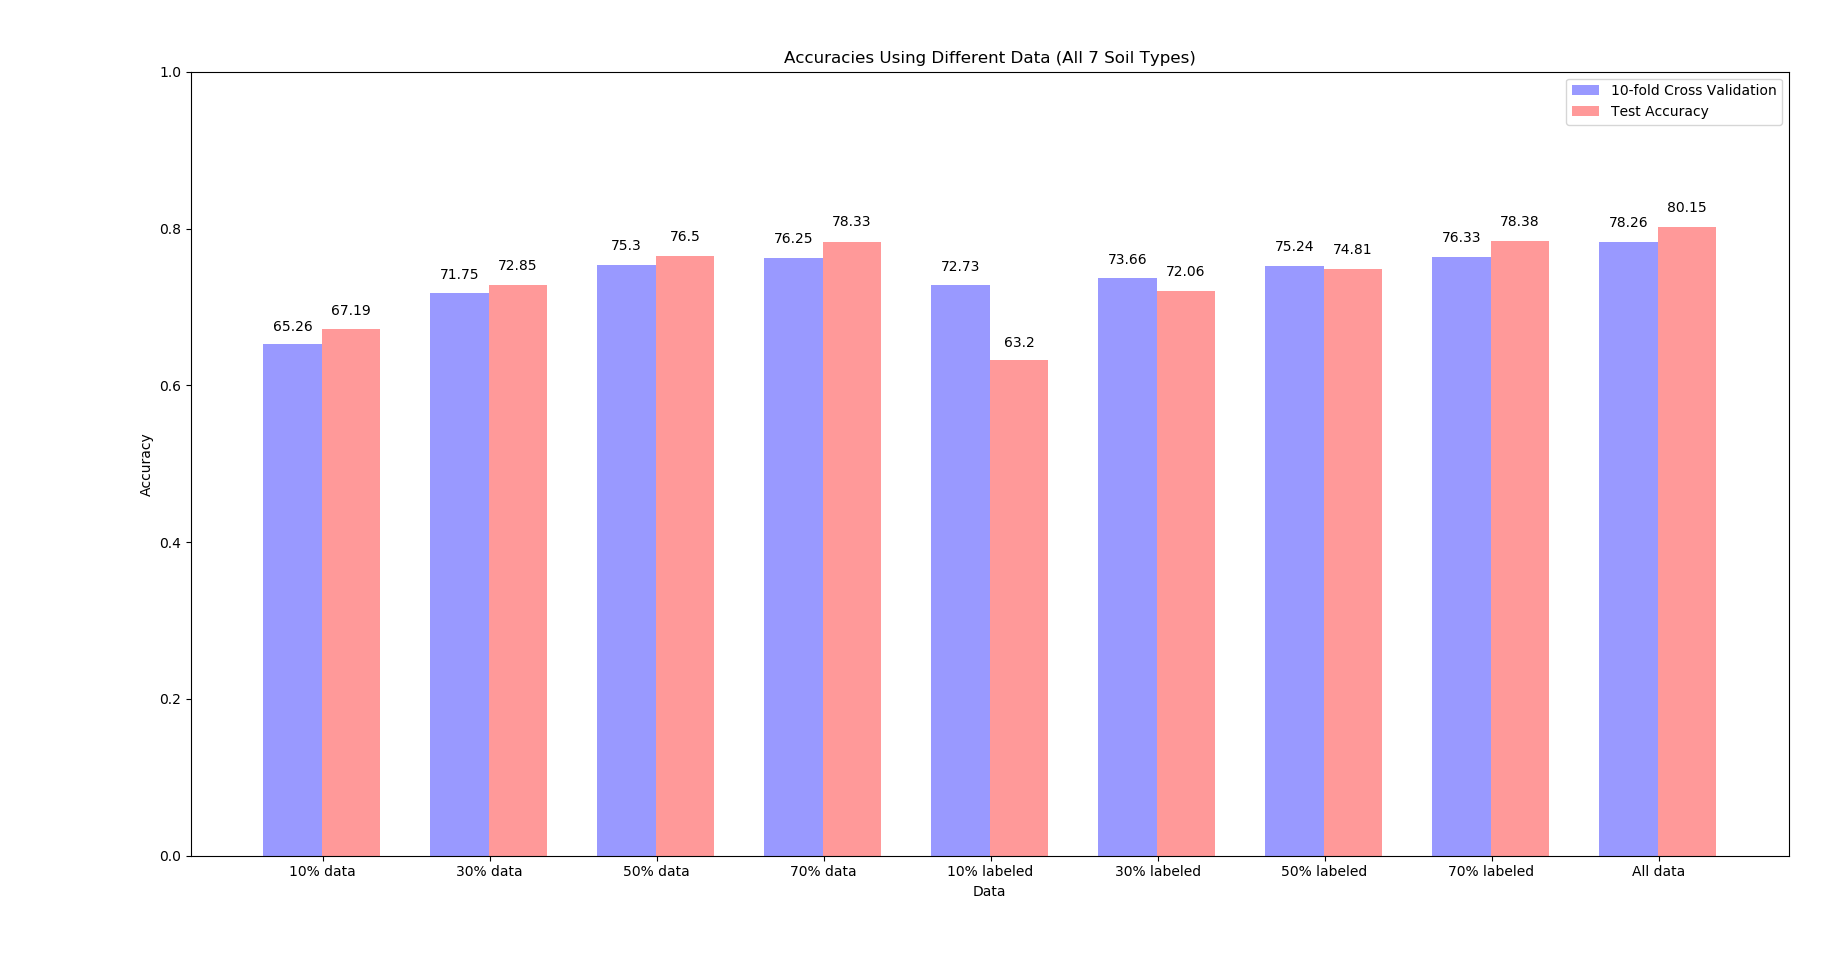 Accuracies Using Different Data (All 7 Soil Types)
1.0
10-fold Cross Validation
Test Accuracy
0.8
0.6
0.4
0.2
0.0
Accuracy
65.26
67.19
71.75
72.85
75.3
76.5
76.25
78.33
72.73
63.2
73.66
72.06
75.24
74.81
76.33
78.38
78.26
80.15
10% data
30% data
50% data
70% data
10% labeled
30% labeled
50% labeled
70% labeled
All data
Data